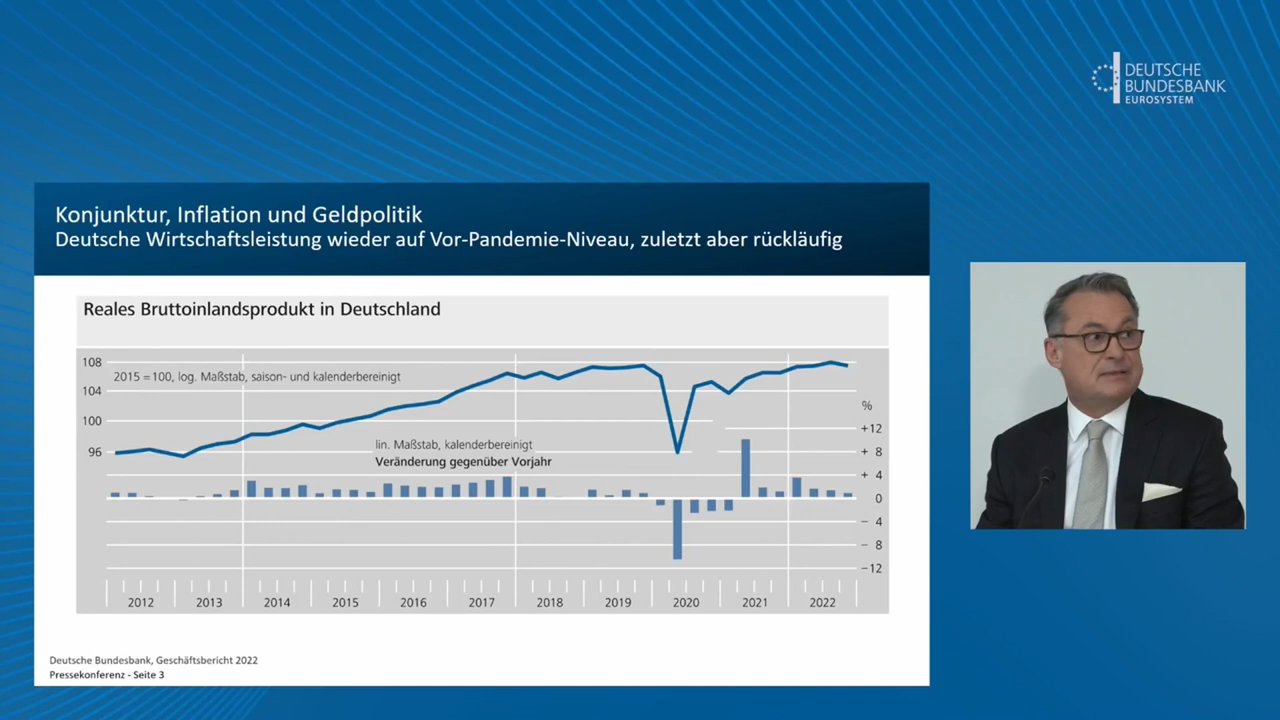 DEUTSCHE
BUNDESBANK
EUROSYSTEM
Konjunktur, Inflation und Geldpolitik
Deutsche Wirtschaftsleistung wieder auf Vor-Pandemie-Niveau, zuletzt aber rückläufig
Reales Bruttoinlandsprodukt in Deutschland
108
2015 = 100, log. Maßstab, saison- und kalenderbereinigt
104
%
100
+12
lin. Maßstab, kalenderbereinigt
96
+ 8
Veränderung gegenüber Vorjahr
+ 4
0
− 4
− 8
−12
2012 2013 2014 2015 2016 2017 2018 2019 2020 2021 2022
Deutsche Bundesbank, Geschäftsbericht 2022
Pressekonferenz - Seite 3